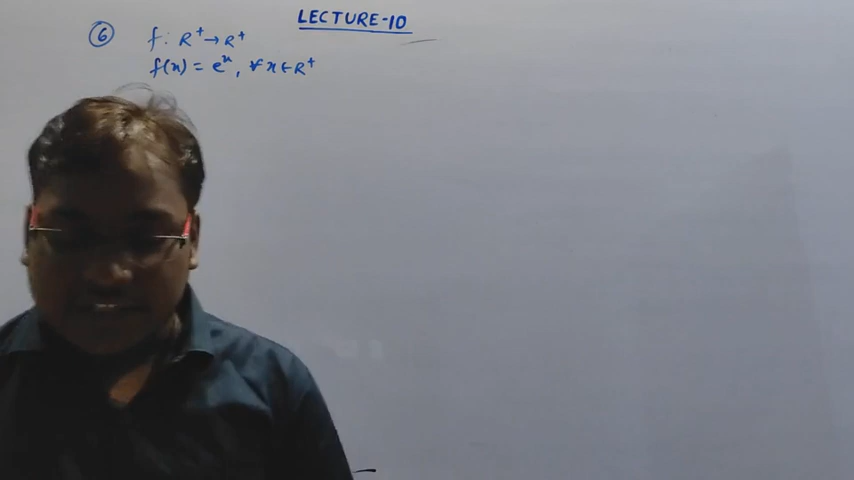 LECTURE-10
⑥ f: R⁺→R⁺
f(x) = eˣ, ∀ x ∈ R⁺